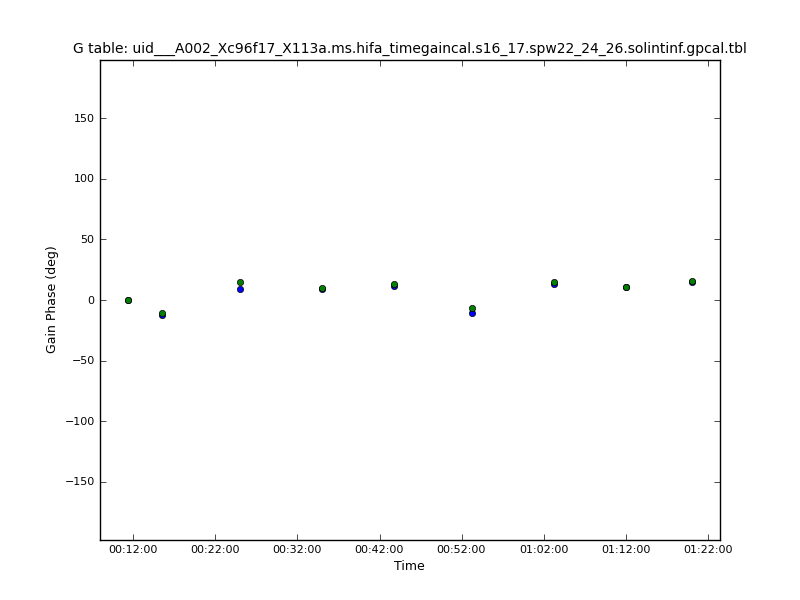 G table: uid___A002_Xc96f17_X113a.ms.hifa_timegaincal.s16_17.spw22_24_26.solintinf.gpcal.tbl
150
100
50
0
−50
−100
−150
Gain Phase (deg)
00:12:00 00:22:00 00:32:00 00:42:00 00:52:00 01:02:00 01:12:00 01:22:00
Time